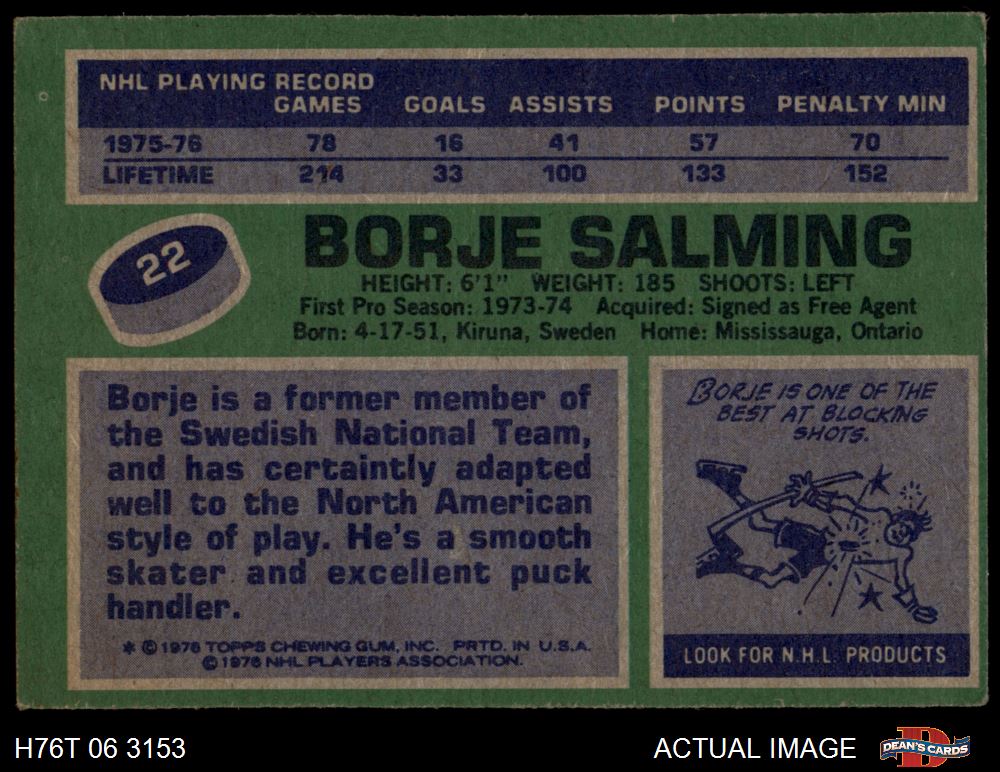 NHL PLAYING RECORD
GAMES GOALS ASSISTS POINTS PENALTY MIN
1975-76 78 16 41 57 70
LIFETIME 214 33 100 133 152
22
BORJE SALMING
HEIGHT: 6'1" WEIGHT: 185 SHOOTS: LEFT
First Pro Season: 1973-74 Acquired: Signed as Free Agent
Born: 4-17-51, Kiruna, Sweden Home: Mississauga, Ontario
Borje is a former member of
the Swedish National Team,
and has certaintly adapted
well to the North American
style of play. He's a smooth
skater and excellent puck
handler.
* © 1976 TOPPS CHEWING GUM, INC. PRTD. IN U.S.A.
© 1976 NHL PLAYERS ASSOCIATION.
BORJE IS ONE OF THE
BEST AT BLOCKING
SHOTS.
LOOK FOR N.H.L. PRODUCTS
H76T 06 3153
ACTUAL IMAGE
D
DEAN'S CARDS